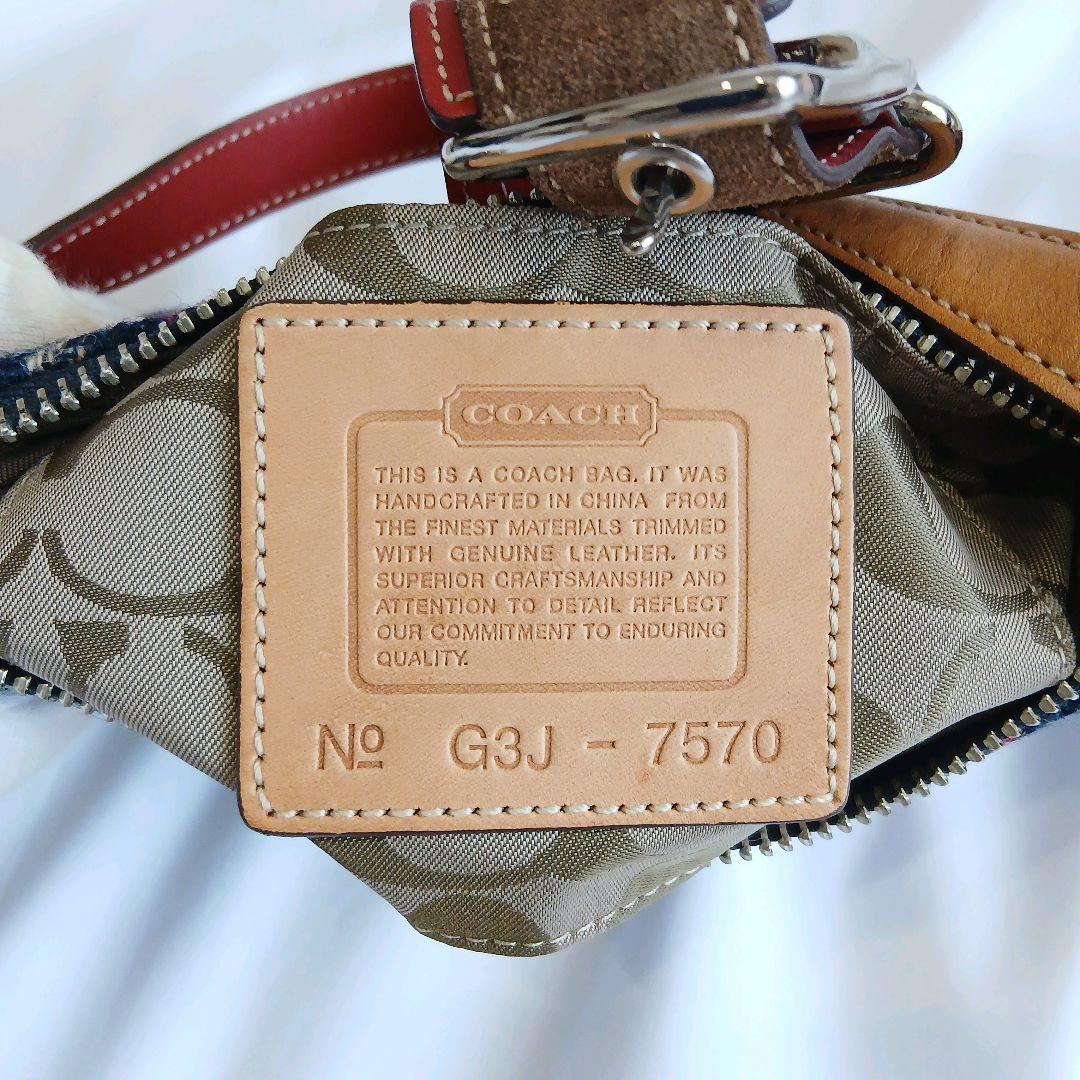 COACH
THIS IS A COACH BAG. IT WAS
HANDCRAFTED IN CHINA FROM
THE FINEST MATERIALS TRIMMED
WITH GENUINE LEATHER. ITS
SUPERIOR CRAFTSMANSHIP AND
ATTENTION TO DETAIL REFLECT
OUR COMMITMENT TO ENDURING
QUALITY.
Nº G3J - 7570